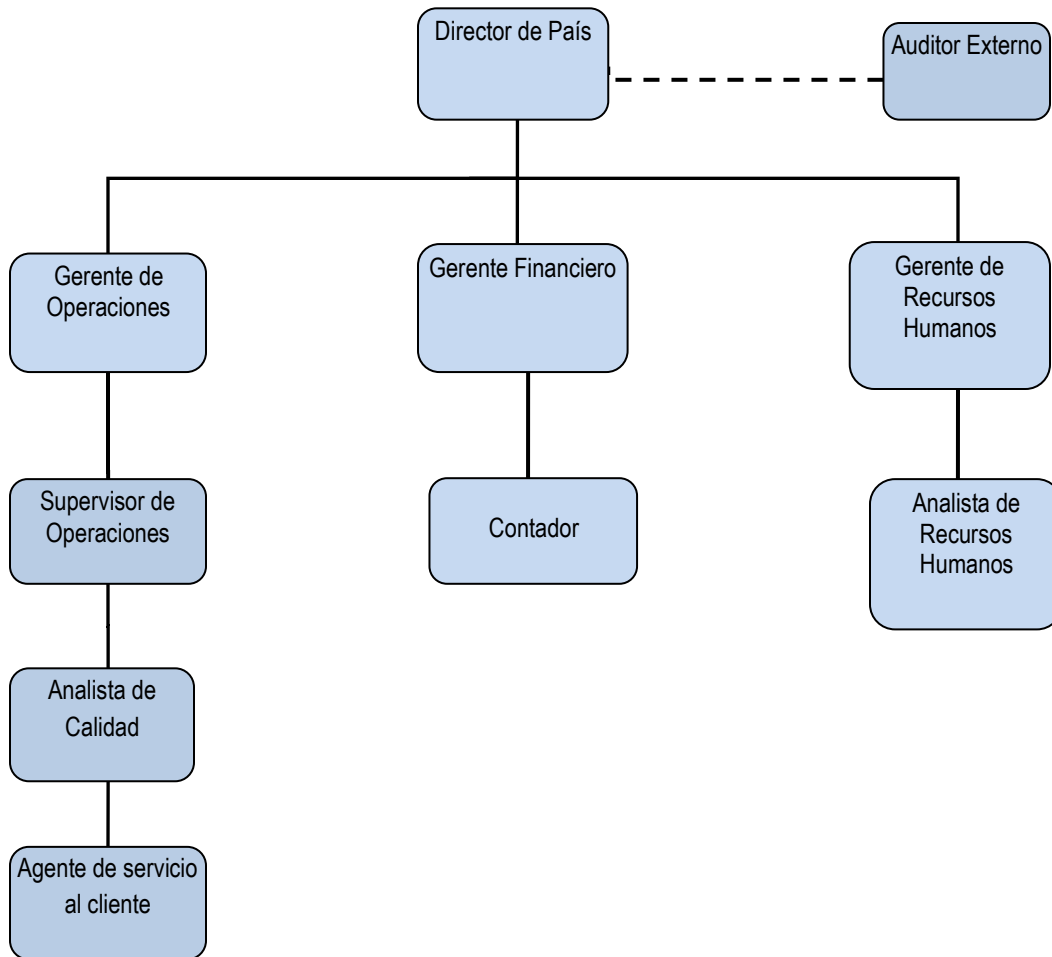 Director de País
Auditor Externo
Gerente de
Operaciones
Gerente Financiero
Gerente de
Recursos
Humanos
Supervisor de
Operaciones
Contador
Analista de
Recursos
Humanos
Analista de
Calidad
Agente de servicio
al cliente